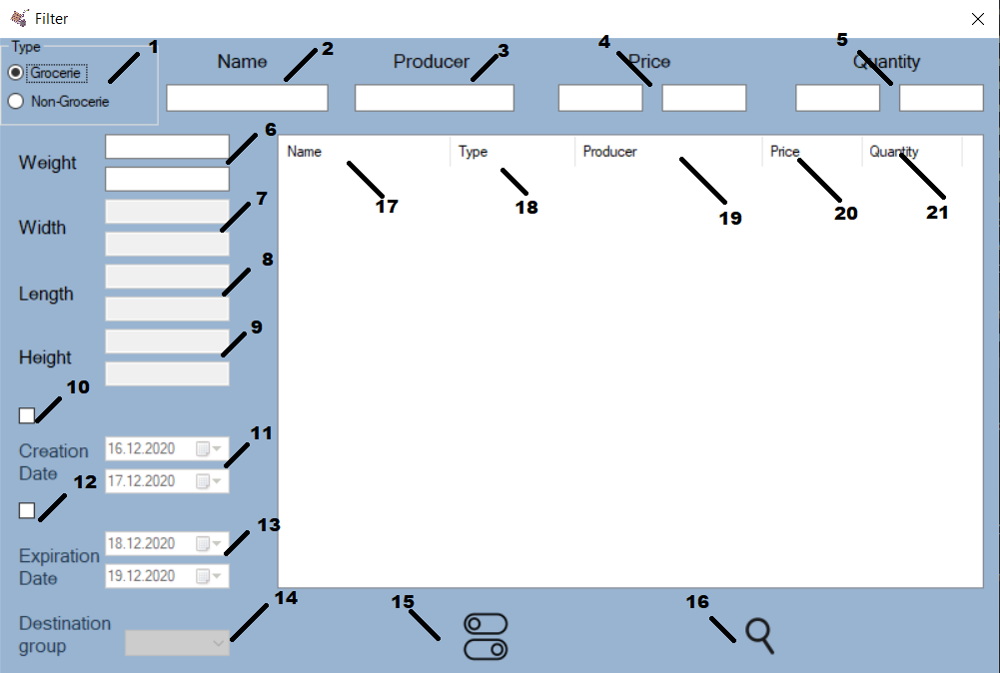 Filter
Type
1
Grocerie
Non-Grocerie
Name
2
Producer
3
4
Price
5
Quantity
Weight
6
Width
7
Length
8
Height
9
10
Creation
Date
16.12.2020
17.12.2020
11
12
Expiration
Date
18.12.2020
19.12.2020
13
Destination
group
14
Name Type Producer Price Quantity
17 18 19 20 21
15
16